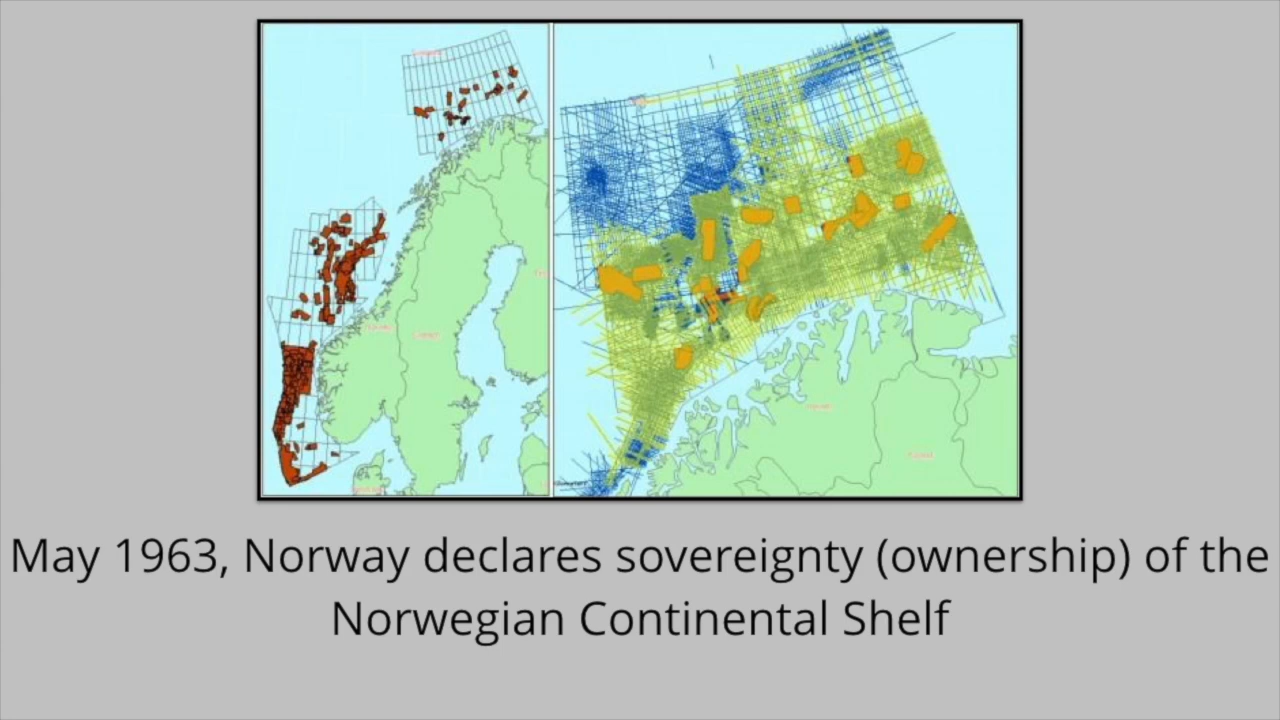 May 1963, Norway declares sovereignty (ownership) of the
Norwegian Continental Shelf